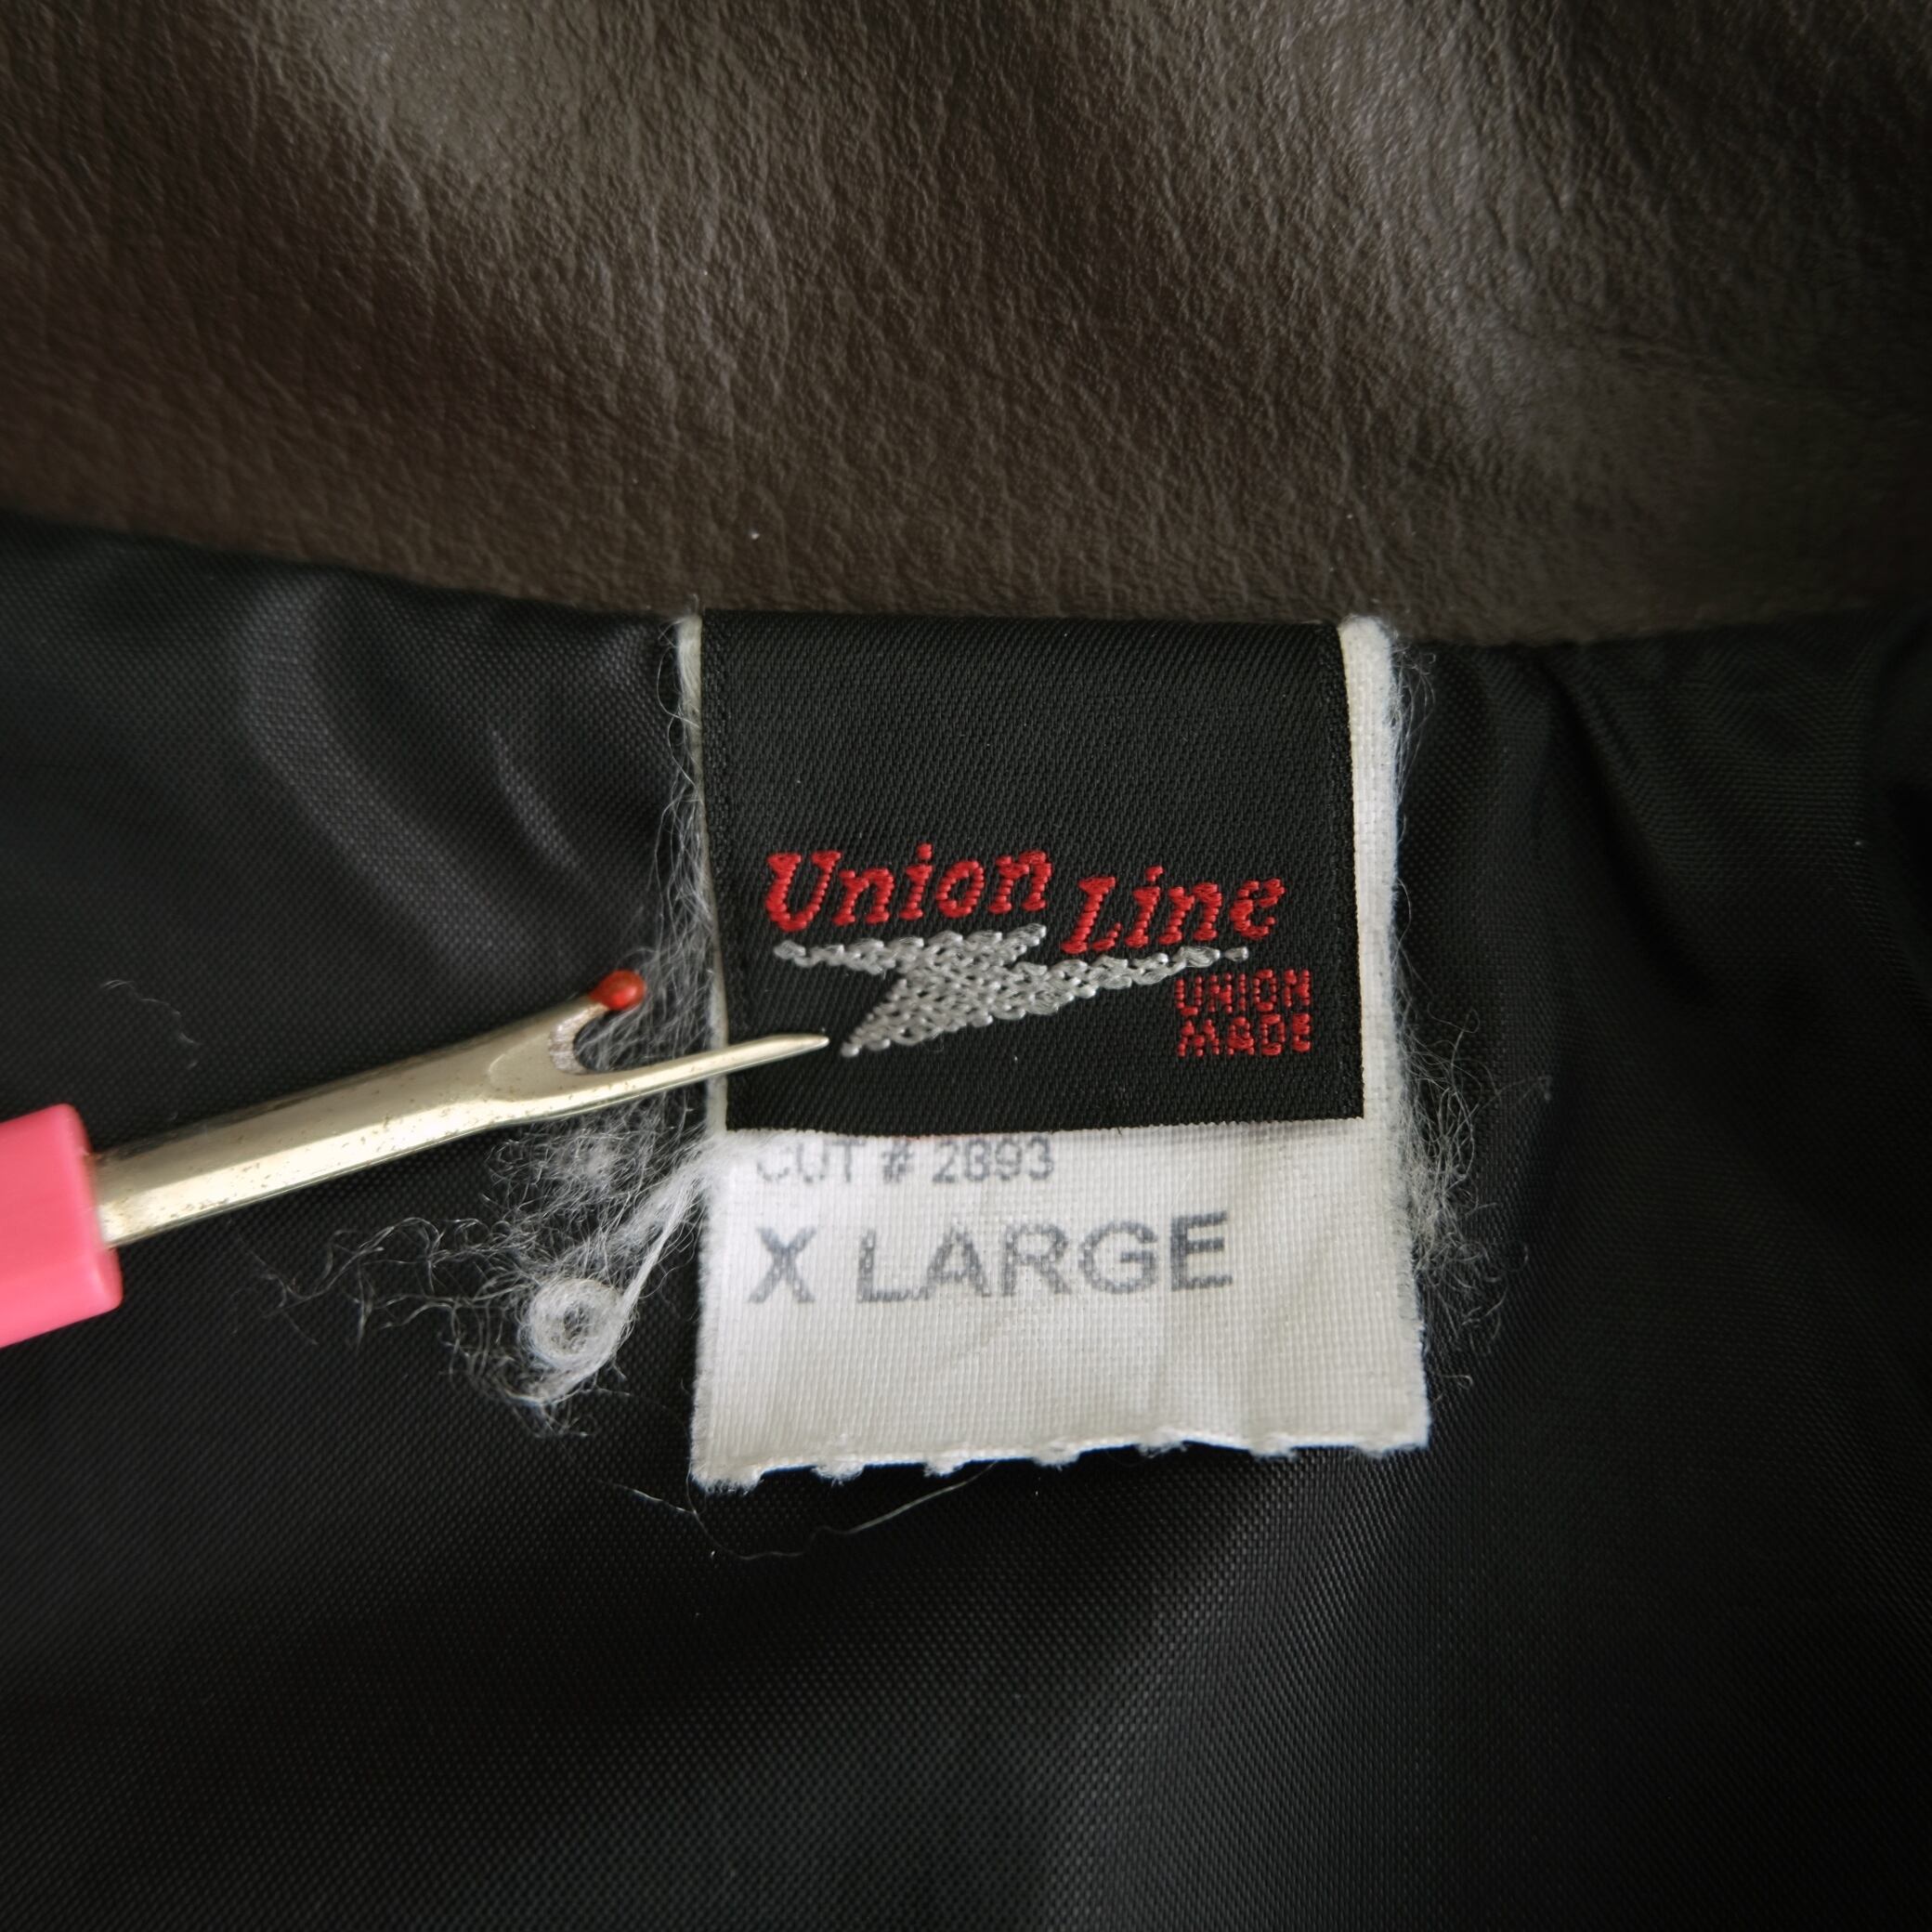 Union Line
UNION
MADE
CUT # 2893
X LARGE